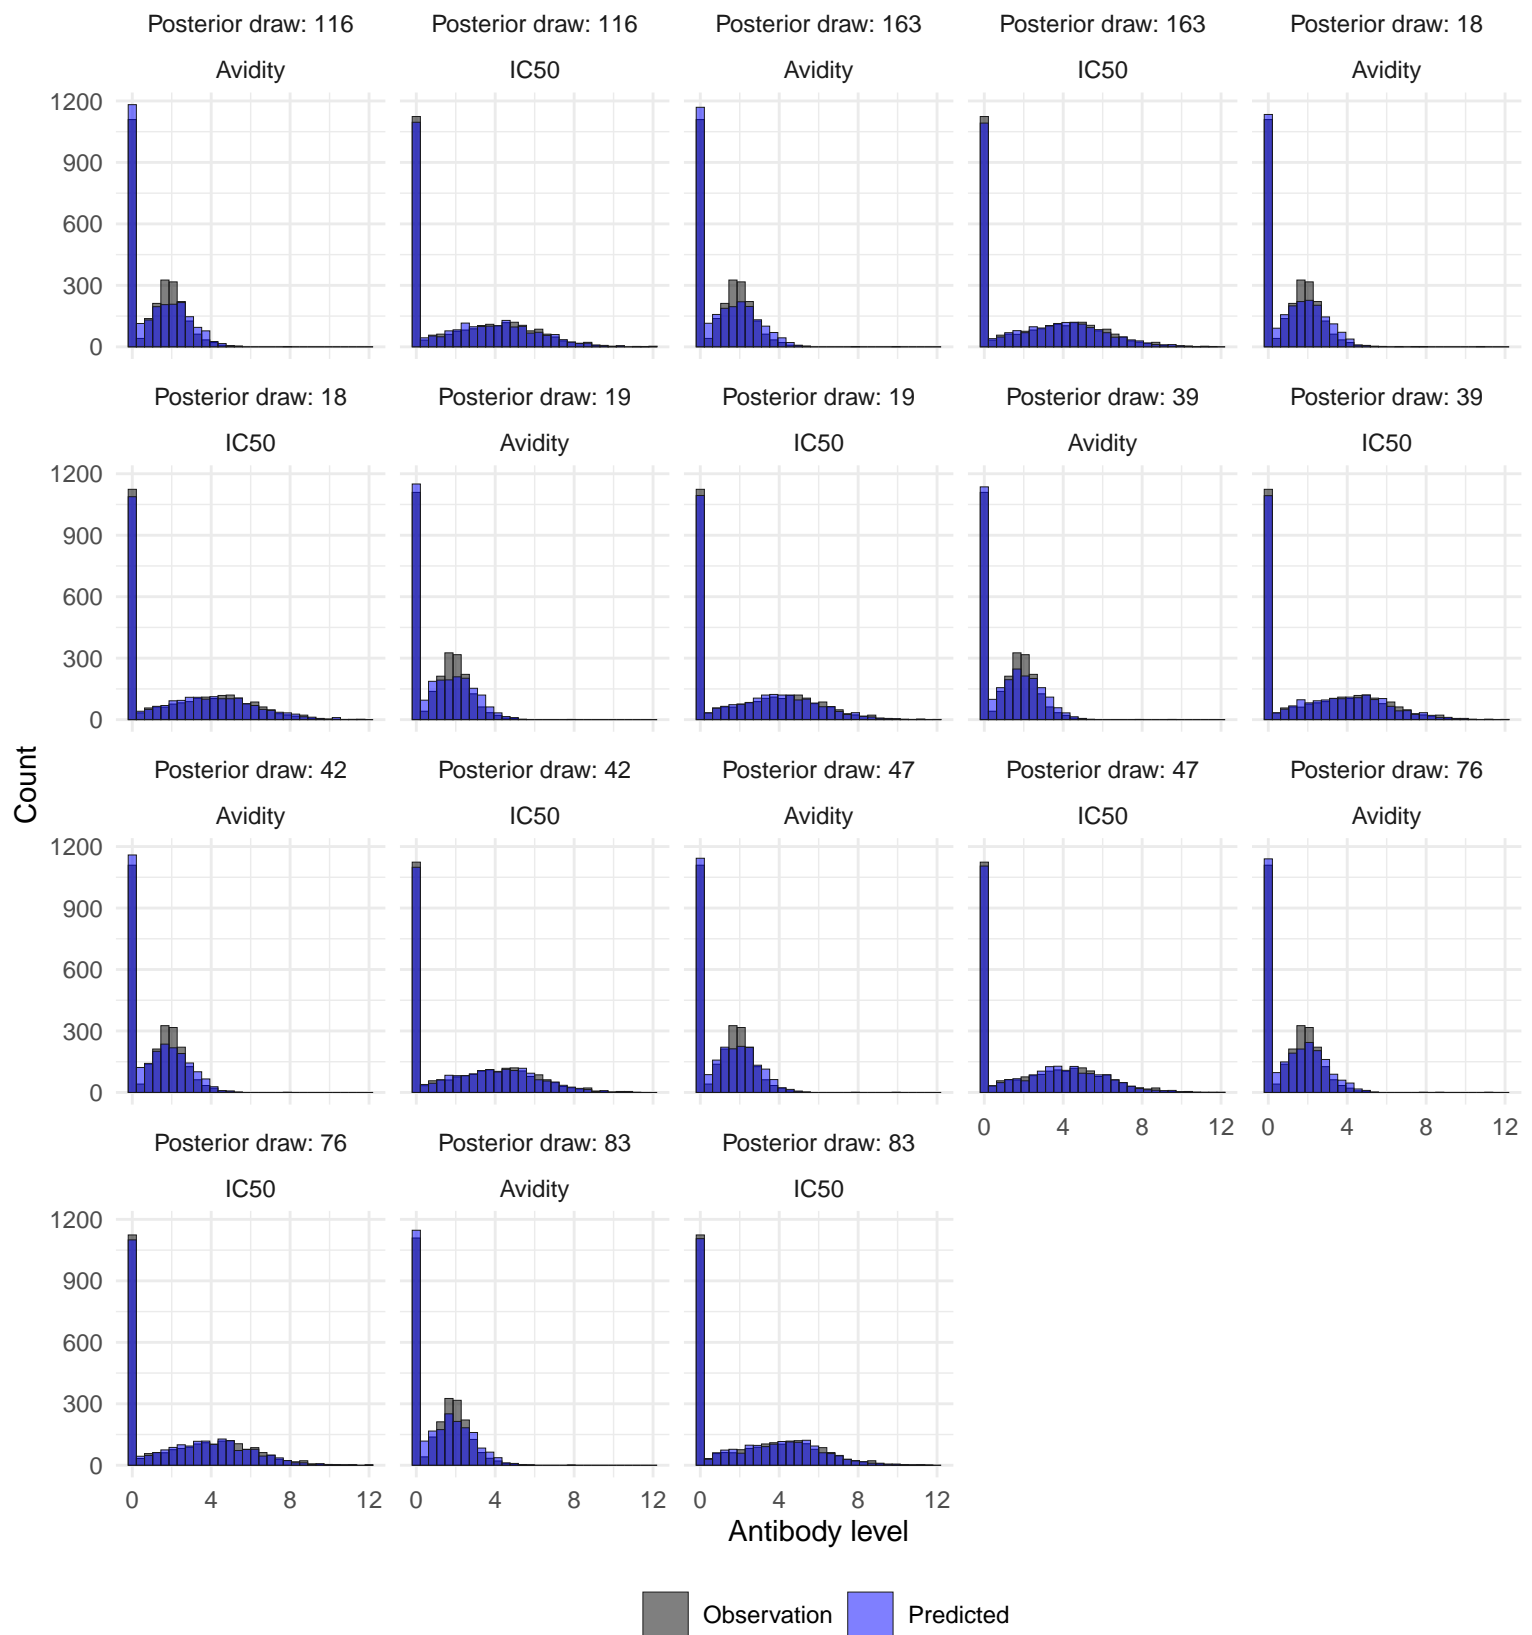 Posterior draw: 116 Posterior draw: 116 Posterior draw: 163 Posterior draw: 163 Posterior draw: 18
Avidity IC50 Avidity IC50 Avidity
1200
900
600
300
0
Posterior draw: 18 Posterior draw: 19 Posterior draw: 19 Posterior draw: 39 Posterior draw: 39
IC50 Avidity IC50 Avidity IC50
1200
900
600
300
0
Count
Posterior draw: 42 Posterior draw: 42 Posterior draw: 47 Posterior draw: 47 Posterior draw: 76
Avidity IC50 Avidity IC50 Avidity
1200
900
600
300
0
0 4 8 12 0 4 8 12
Posterior draw: 76 Posterior draw: 83 Posterior draw: 83
IC50 Avidity IC50
1200
900
600
300
0
0 4 8 12 0 4 8 12 0 4 8 12
Antibody level
Observation Predicted